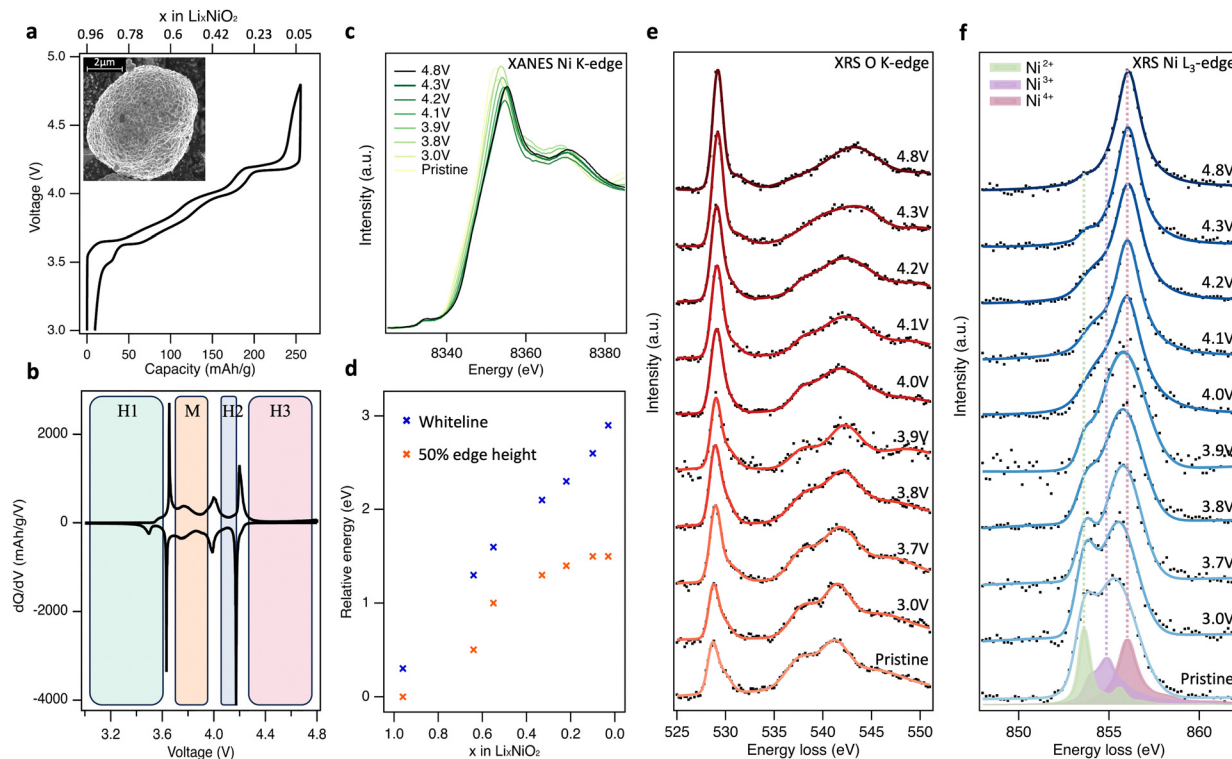 a
x in LiₓNiO₂
0.96 0.78 0.6 0.42 0.23 0.05
5.0
4.5
4.0
3.5
3.0
Voltage (V)
2µm
0 50 100 150 200 250
Capacity (mAh/g)
b
H1 M H2 H3
2000
0
-2000
-4000
dQ/dV (mAh/g/V)
3.2 3.6 4.0 4.4 4.8
Voltage (V)
c
XANES Ni K-edge
4.8V
4.3V
4.2V
4.1V
3.9V
3.8V
3.0V
Pristine
Intensity (a.u.)
8340 8360 8380
Energy (eV)
d
Whiteline
50% edge height
3
2
1
0
Relative energy (eV)
1.0 0.8 0.6 0.4 0.2 0.0
x in LiₓNiO₂
e
XRS O K-edge
4.8V
4.3V
4.2V
4.1V
4.0V
3.9V
3.8V
3.7V
3.0V
Pristine
Intensity (a.u.)
525 530 535 540 545 550
Energy loss (eV)
f
XRS Ni L₃-edge
Ni²⁺
Ni³⁺
Ni⁴⁺
4.8V
4.3V
4.2V
4.1V
4.0V
3.9V
3.8V
3.7V
3.0V
Pristine
Intensity (a.u.)
850 855 860
Energy loss (eV)